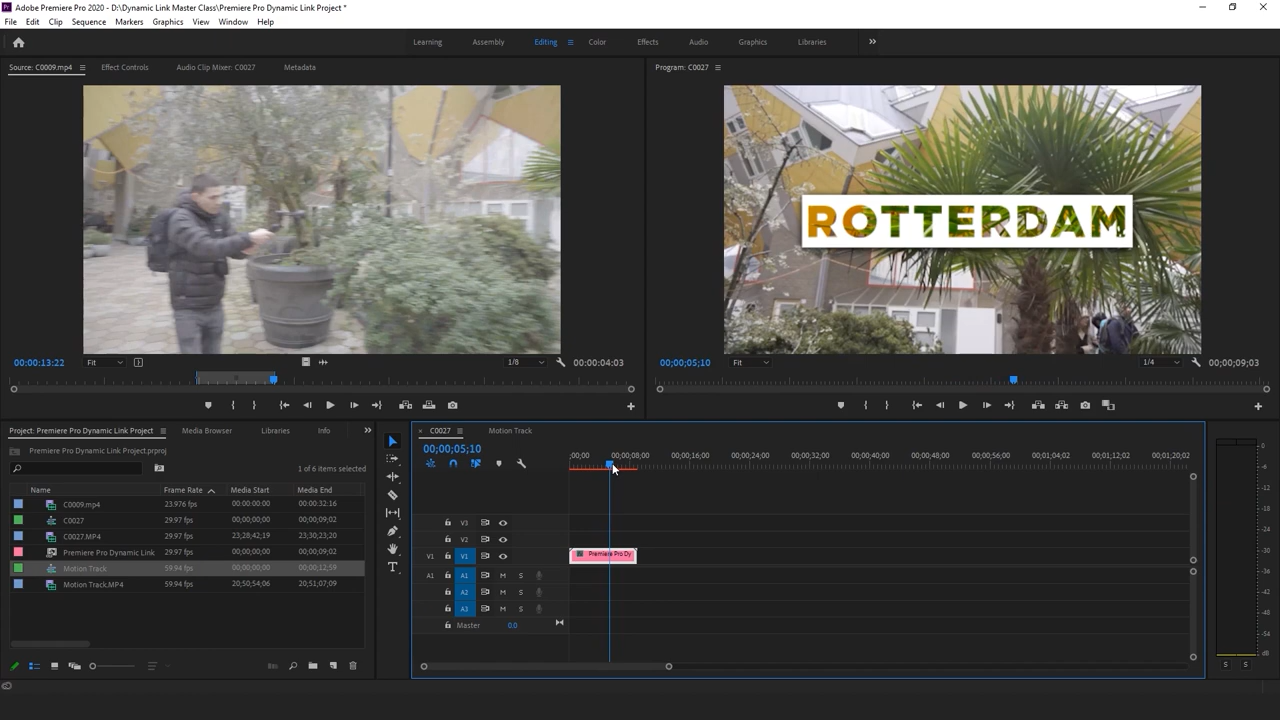 Pr Adobe Premiere Pro 2020 - D:\Dynamic Link Master Class\Premiere Pro Dynamic Link Project *
File Edit Clip Sequence Markers Graphics View Window Help
Learning Assembly Editing Color Effects Audio Graphics Libraries
Source: C0009.mp4 Effect Controls Audio Clip Mixer: C0027 Metadata
Program: C0027
ROTTERDAM
00:00:13:22 Fit 1/8 00:00:04:03
00;00;05;10 Fit 1/4 00;00;09;03
Project: Premiere Pro Dynamic Link Project Media Browser Libraries Info
Premiere Pro Dynamic Link Project.prproj
1 of 6 items selected
Name Frame Rate Media Start Media End
C0009.mp4 23.976 fps 00:00:00:00 00:00:32:16
C0027 29.97 fps 00;00;00;00 00;00;09;02
C0027.MP4 29.97 fps 23;28;42;19 23;30;23;20
Premiere Pro Dynamic Link 29.97 fps 00;00;00;00 00;00;09;02
Motion Track 59.94 fps 00;00;00;00 00;00;12;59
Motion Track.MP4 59.94 fps 20;50;54;06 20;51;07;09
C0027 Motion Track
00;00;05;10
;00;00 00;00;08;00 00;00;16;00 00;00;24;00 00;00;32;00 00;00;40;00 00;00;48;00 00;00;56;00 00;01;04;02 00;01;12;02 00;01;20;02
V3
V2
V1 V1 Premiere Pro Dy
A1 A1 M S
A2 M S
A3 M S
Master 0.0
0
-6
-12
-18
-24
-30
-36
-42
-48
-54
dB
S S